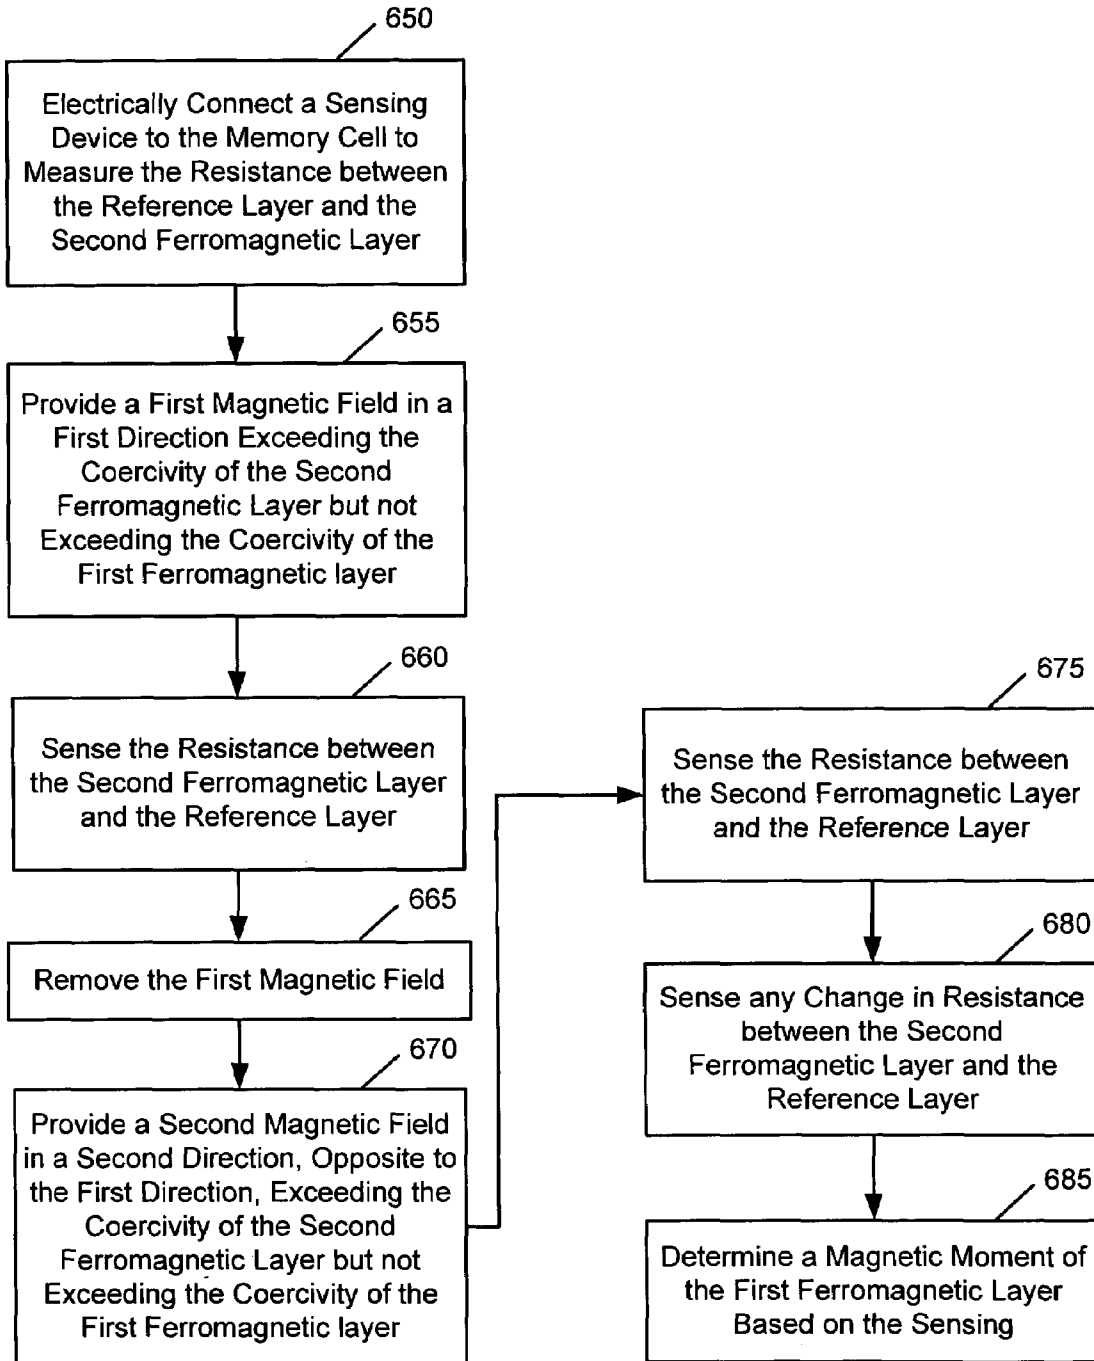 650
Electrically Connect a Sensing
Device to the Memory Cell to
Measure the Resistance between
the Reference Layer and the
Second Ferromagnetic Layer
655
Provide a First Magnetic Field in a
First Direction Exceeding the
Coercivity of the Second
Ferromagnetic Layer but not
Exceeding the Coercivity of the
First Ferromagnetic layer
660
Sense the Resistance between
the Second Ferromagnetic Layer
and the Reference Layer
665
Remove the First Magnetic Field
670
Provide a Second Magnetic Field
in a Second Direction, Opposite to
the First Direction, Exceeding the
Coercivity of the Second
Ferromagnetic Layer but not
Exceeding the Coercivity of the
First Ferromagnetic layer
675
Sense the Resistance between
the Second Ferromagnetic Layer
and the Reference Layer
680
Sense any Change in Resistance
between the Second
Ferromagnetic Layer and the
Reference Layer
685
Determine a Magnetic Moment of
the First Ferromagnetic Layer
Based on the Sensing